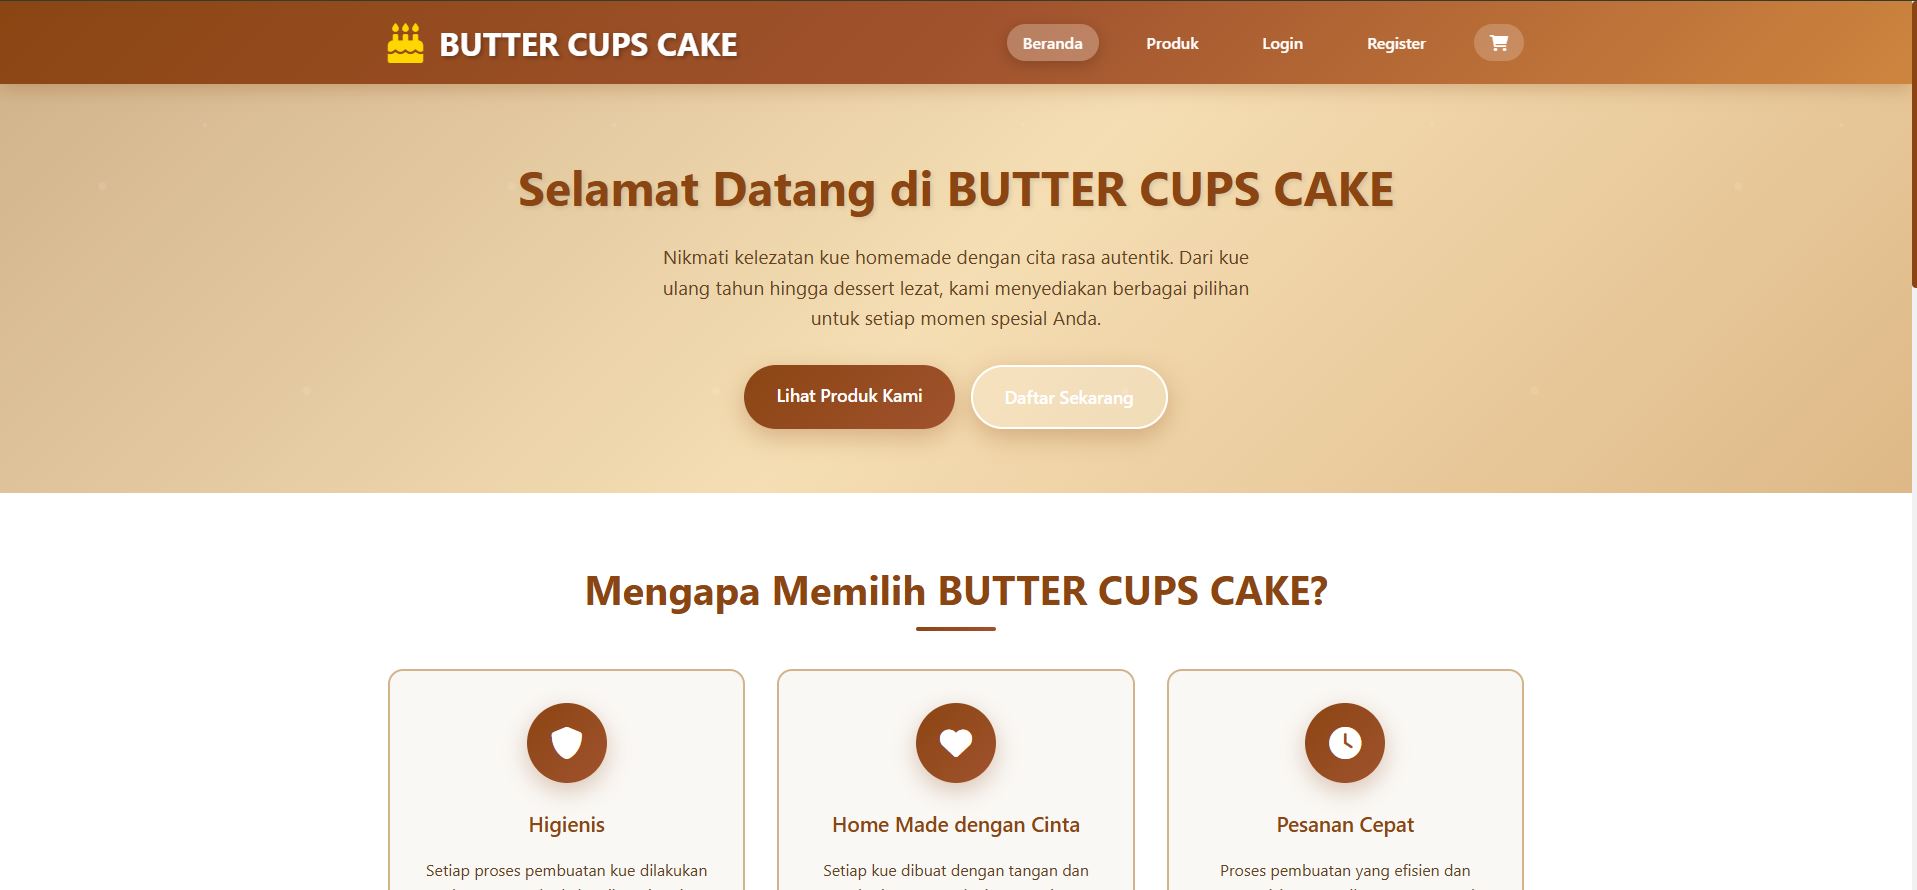 BUTTER CUPS CAKE
Beranda
Produk
Login
Register
Selamat Datang di BUTTER CUPS CAKE
Nikmati kelezatan kue homemade dengan cita rasa autentik. Dari kue
ulang tahun hingga dessert lezat, kami menyediakan berbagai pilihan
untuk setiap momen spesial Anda.
Lihat Produk Kami
Daftar Sekarang
Mengapa Memilih BUTTER CUPS CAKE?
Higienis
Setiap proses pembuatan kue dilakukan
Home Made dengan Cinta
Setiap kue dibuat dengan tangan dan
Pesanan Cepat
Proses pembuatan yang efisien dan